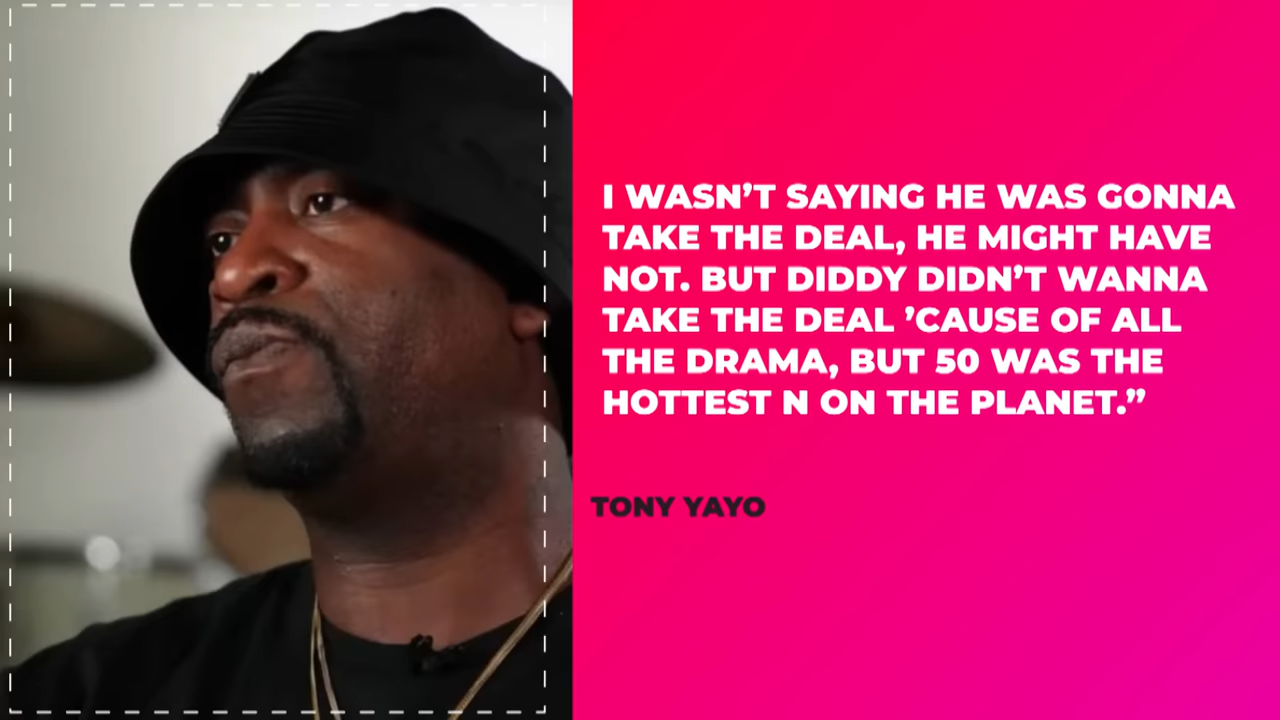 I WASN’T SAYING HE WAS GONNA
TAKE THE DEAL, HE MIGHT HAVE
NOT. BUT DIDDY DIDN’T WANNA
TAKE THE DEAL ’CAUSE OF ALL
THE DRAMA, BUT 50 WAS THE
HOTTEST N ON THE PLANET.”
TONY YAYO